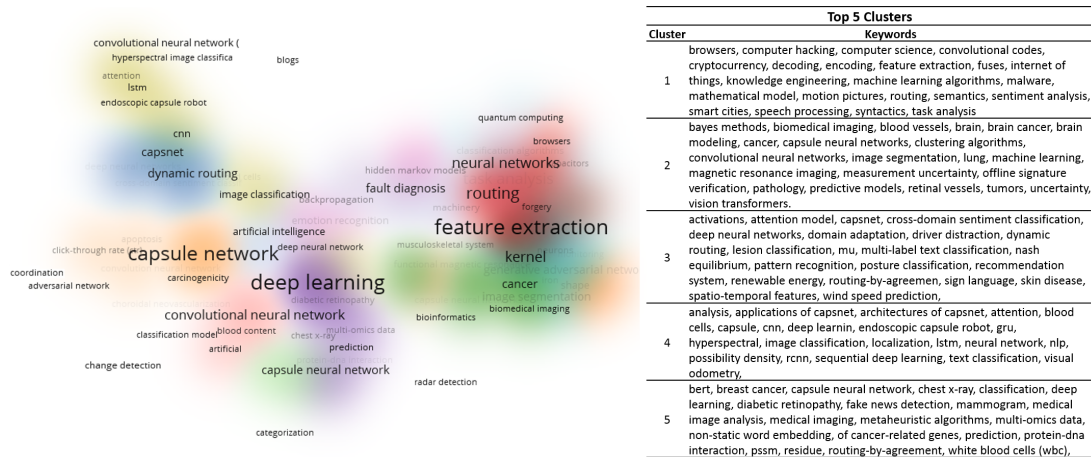 convolutional neural network (
hyperspectral image classifica
blogs
attention
lstm
endoscopic capsule robot
quantum computing
cnn
browsers
capsnet
neural networks
hidden markov models
dynamic routing
fault diagnosis
routing
image classification
backpropagation
forgery
machinery
emotion recognition
feature extraction
artificial intelligence
deep neural network
musculoskeletal system
click-through rate
capsule network
kernel
coordination
carcinogenicity
generative adversarial netwo
adversarial network
deep learning
cancer
shape
image segmentation
diabetic retinopathy
biomedical imaging
convolutional neural network
bioinformatics
classification model
blood content
chest x-ray
multi-omics data
artificial
prediction
change detection
capsule neural network
radar detection
categorization
Top 5 Clusters
Cluster Keywords
1
browsers, computer hacking, computer science, convolutional codes,
cryptocurrency, decoding, encoding, feature extraction, fuses, internet of
things, knowledge engineering, machine learning algorithms, malware,
mathematical model, motion pictures, routing, semantics, sentiment analysis,
smart cities, speech processing, syntactics, task analysis
2
bayes methods, biomedical imaging, blood vessels, brain, brain cancer, brain
modeling, cancer, capsule neural networks, clustering algorithms,
convolutional neural networks, image segmentation, lung, machine learning,
magnetic resonance imaging, measurement uncertainty, offline signature
verification, pathology, predictive models, retinal vessels, tumors, uncertainty,
vision transformers.
3
activations, attention model, capsnet, cross-domain sentiment classification,
deep neural networks, domain adaptation, driver distraction, dynamic
routing, lesion classification, mu, multi-label text classification, nash
equilibrium, pattern recognition, posture classification, recommendation
system, renewable energy, routing-by-agreemen, sign language, skin disease,
spatio-temporal features, wind speed prediction,
4
analysis, applications of capsnet, architectures of capsnet, attention, blood
cells, capsule, cnn, deep learnin, endoscopic capsule robot, gru,
hyperspectral, image classification, localization, lstm, neural network, nlp,
possibility density, rcnn, sequential deep learning, text classification, visual
odometry,
5
bert, breast cancer, capsule neural network, chest x-ray, classification, deep
learning, diabetic retinopathy, fake news detection, mammogram, medical
image analysis, medical imaging, metaheuristic algorithms, multi-omics data,
non-static word embedding, of cancer-related genes, prediction, protein-dna
interaction, pssm, residue, routing-by-agreement, white blood cells (wbc),